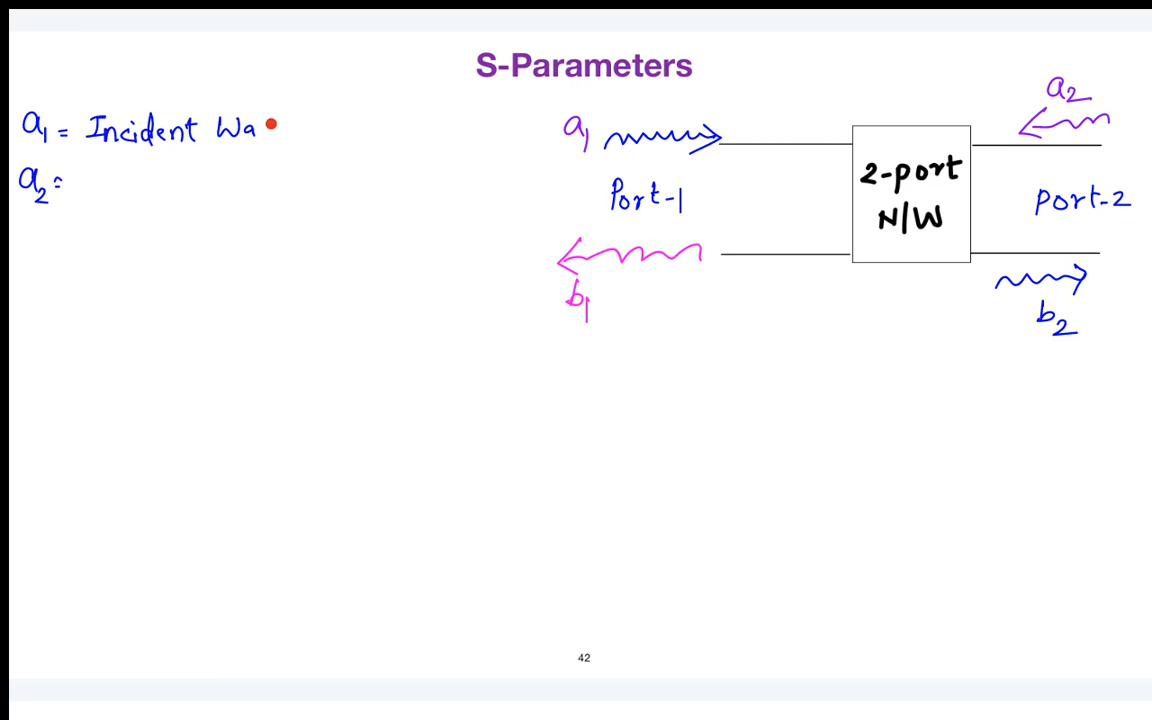 S-Parameters
a1 = Incident Wa
a2 =
a1
Port-1
b1
2-port
N/W
a2
Port-2
b2
42